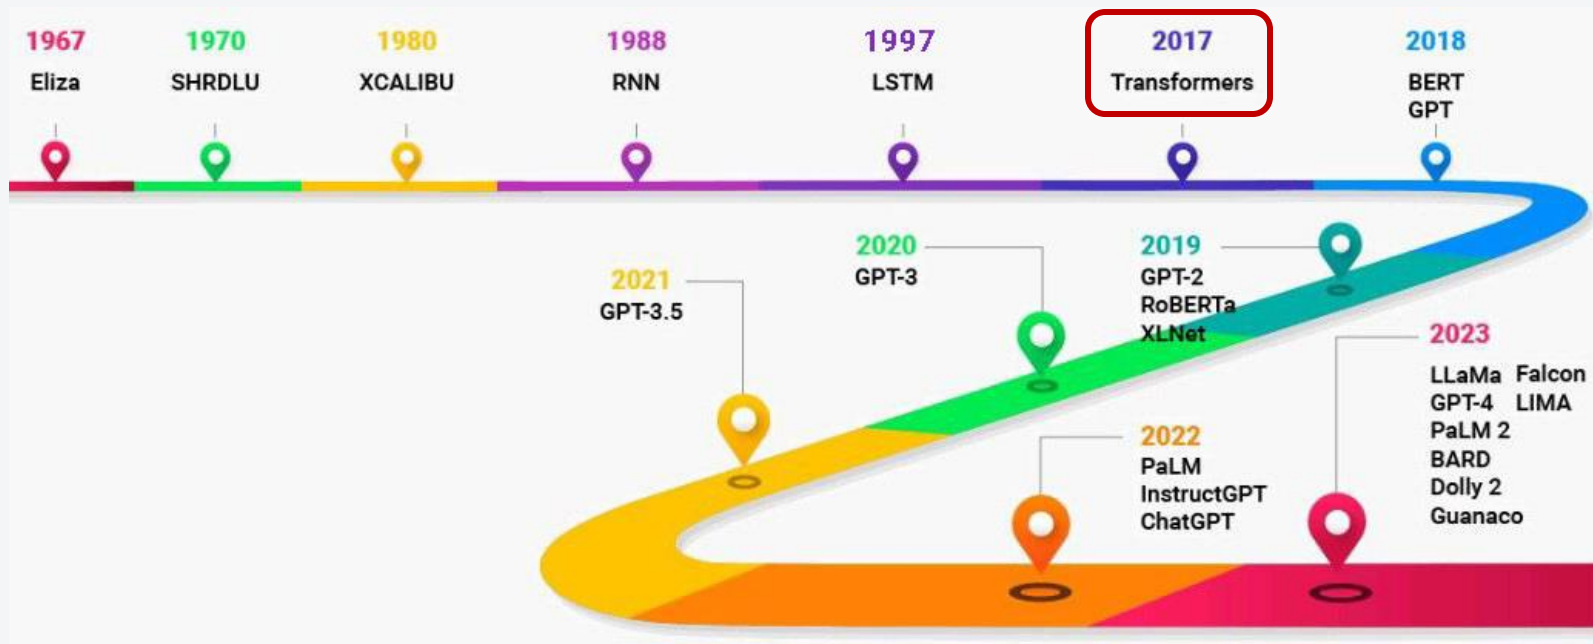 1967
Eliza
1970
SHRDLU
1980
XCALIBU
1988
RNN
1997
LSTM
2017
Transformers
2018
BERT
GPT
2019
GPT-2
RoBERTa
XLNet
2020
GPT-3
2021
GPT-3.5
2022
PaLM
InstructGPT
ChatGPT
2023
LLaMa Falcon
GPT-4 LIMA
PaLM 2
BARD
Dolly 2
Guanaco